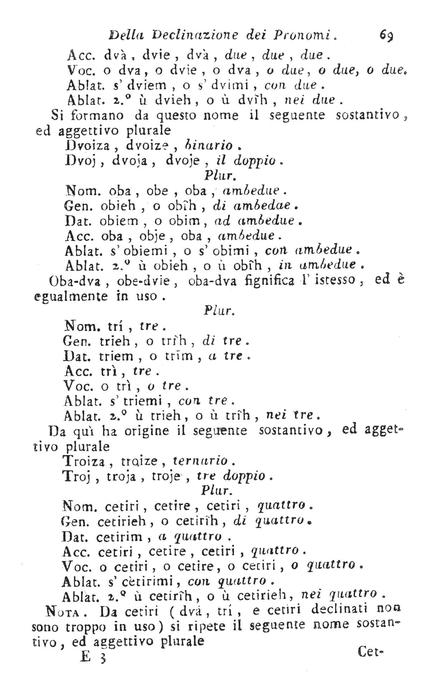 Della Declinazione dei Pronomi. 69
Acc. dvà, dvie, dvà, due, due, due.
Voc. o dva, o dvie, o dva, o due, o due, o due.
Ablat. s' dviem, o s' dvimi, con due.
Ablat. 2.º ù dvieh, o ù dvîh, nei due.
Si formano da questo nome il seguente sostantivo,
ed aggettivo plurale
Dvoiza, dvoize, binario.
Dvoj, dvoja, dvoje, il doppio.
Plur.
Nom. oba, obe, oba, ambedue.
Gen. obieh, o obîh, di ambedue.
Dat. obiem, o obim, ad ambedue.
Acc. oba, obje, oba, ambedue.
Ablat. s' obiemi, o s' obimi, con ambedue.
Ablat. 2.º ù obieh, o ù obîh, in ambedue.
Oba-dva, obe-dvie, oba-dva fignifica l' istesso, ed è
egualmente in uso.
Plur.
Nom. trí, tre.
Gen. trieh, o trîh, di tre.
Dat. triem, o trîm, a tre.
Acc. trì, tre.
Voc. o trì, o tre.
Ablat. s' triemi, con tre.
Ablat. 2.º ù trieh, o ù trîh, nei tre.
Da quì ha origine il seguente sostantivo, ed agget-
tivo plurale
Troiza, troize, ternario.
Troj, troja, troje, tre doppio.
Plur.
Nom. cetiri, cetire, cetiri, quattro.
Gen. cetirieh, o cetirîh, di quattro.
Dat. cetirim, a quattro.
Acc. cetiri, cetire, cetiri, quattro.
Voc. o cetiri, o cetire, o cetiri, o quattro.
Ablat. s' cetirimi, con quattro.
Ablat. 2.º ù cetirîh, o ù cetirieh, nei quattro.
NOTA. Da cetiri (dvá, trí, e cetiri declinati non
sono troppo in uso) si ripete il seguente nome sostan-
tivo, ed aggettivo plurale
E 3 Cet-